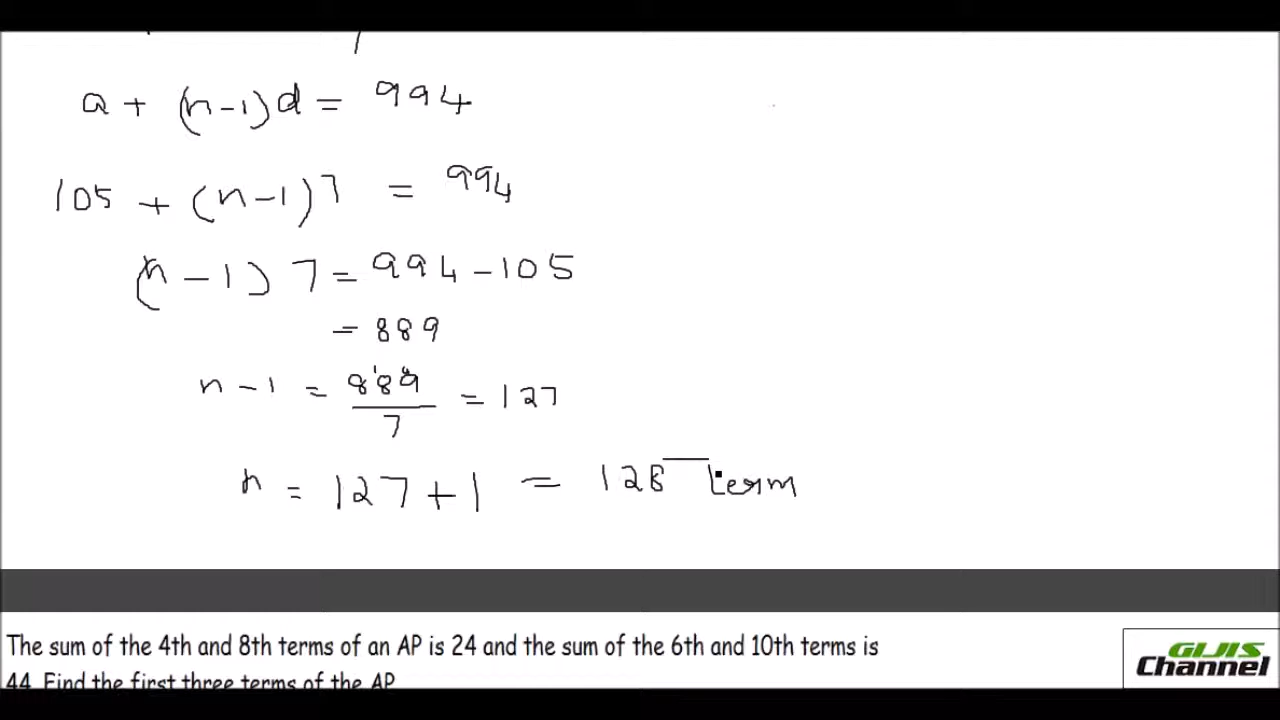 a + (n-1)d = 994
105 + (n-1)7 = 994
(n-1)7 = 994-105
= 889
n-1 = 889/7 = 127
n = 127+1 = 128 term
The sum of the 4th and 8th terms of an AP is 24 and the sum of the 6th and 10th terms is
44. Find the first three terms of the AP
GIIS
Channel